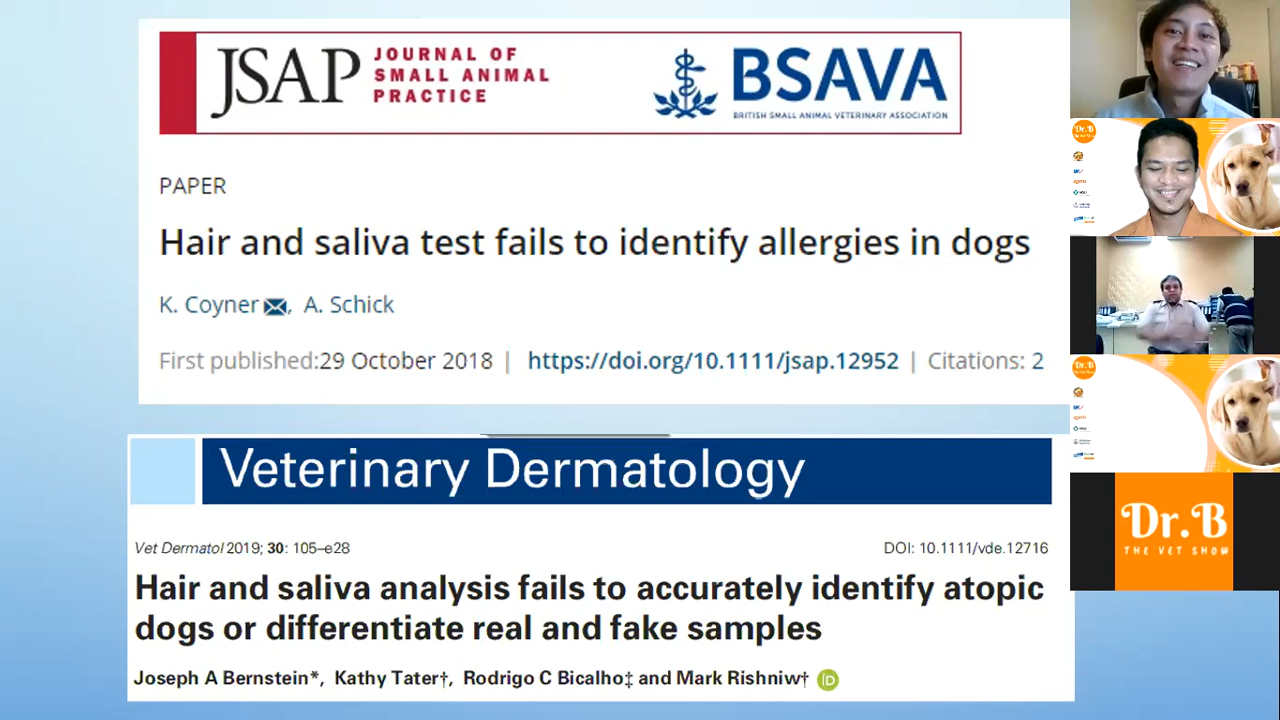 JSAP
JOURNAL OF
SMALL ANIMAL
PRACTICE
BSAVA
BRITISH SMALL ANIMAL VETERINARY ASSOCIATION
PAPER
Hair and saliva test fails to identify allergies in dogs
K. Coyner, A. Schick
First published:29 October 2018 | https://doi.org/10.1111/jsap.12952 | Citations: 2
Veterinary Dermatology
Vet Dermatol 2019; 30: 105–e28
DOI: 10.1111/vde.12716
Hair and saliva analysis fails to accurately identify atopic
dogs or differentiate real and fake samples
Joseph A Bernstein*, Kathy Tater†, Rodrigo C Bicalho‡ and Mark Rishniw† iD
Dr.B
Dr.B
Dr.B
THE VET SHOW